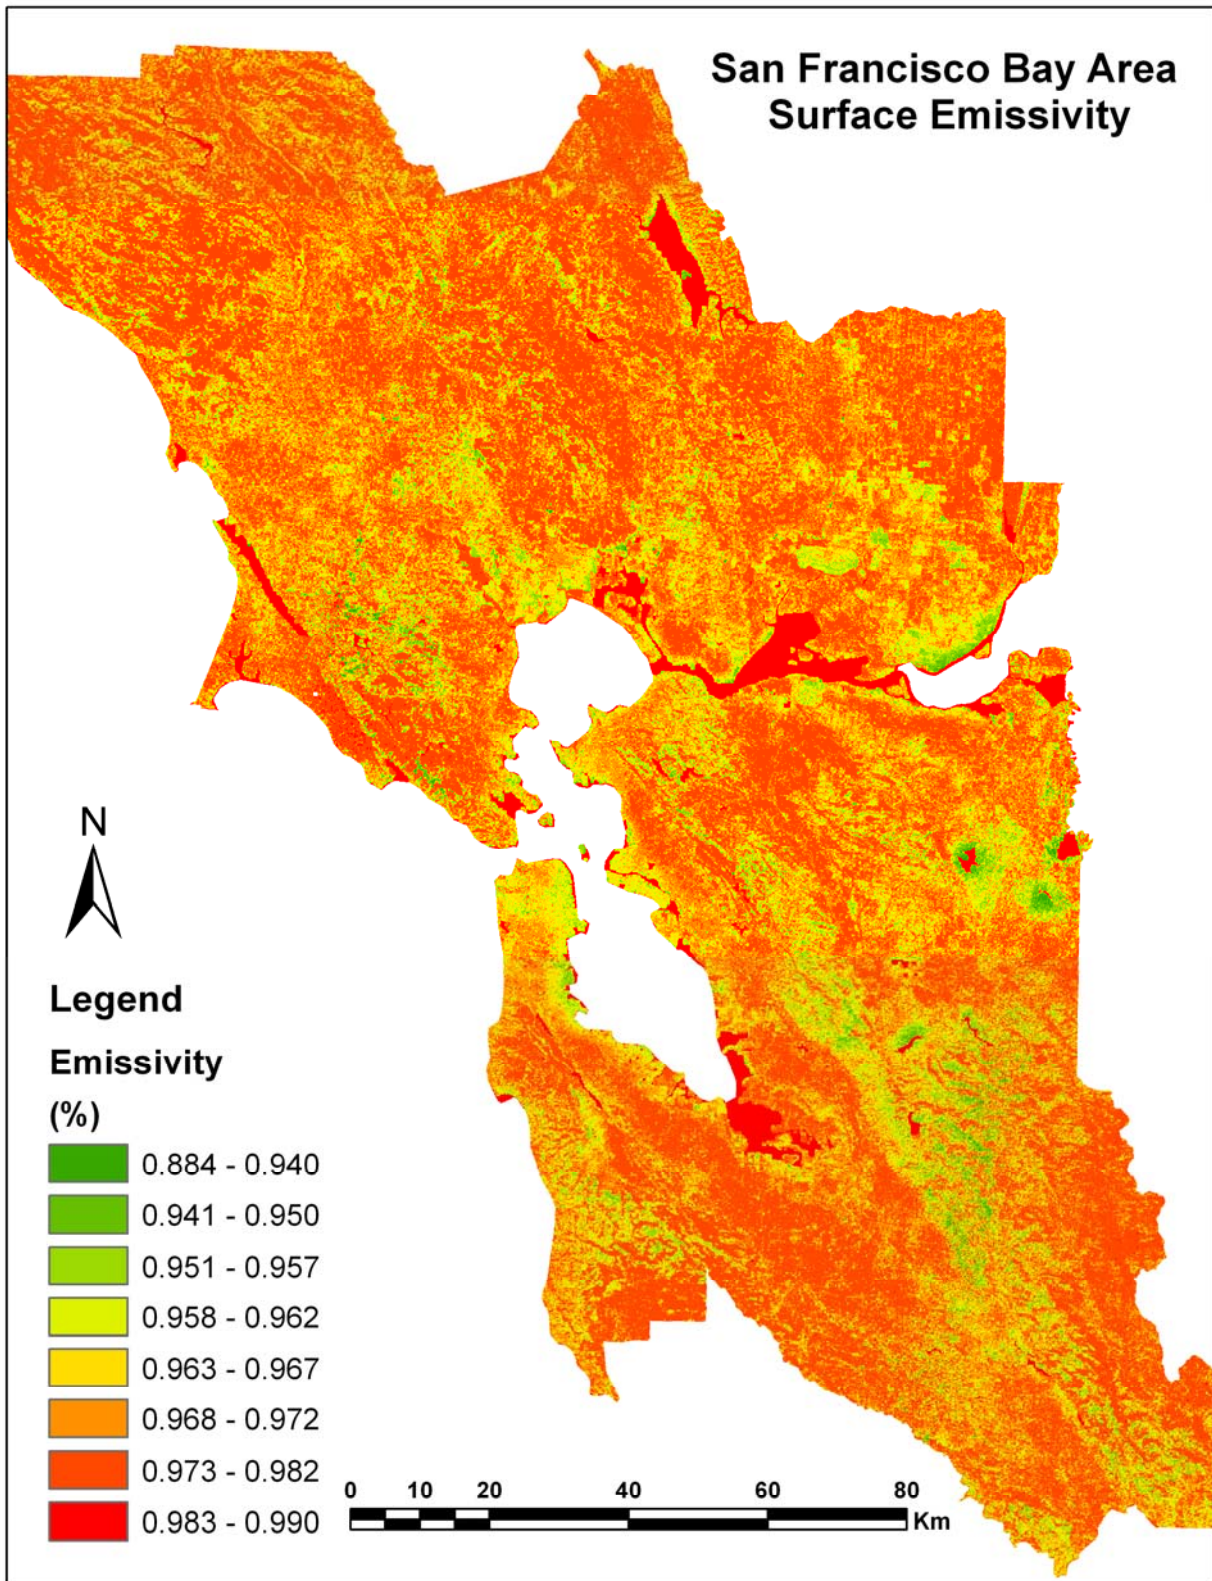 San Francisco Bay Area
Surface Emissivity
N
Legend
Emissivity
(%)
0.884 - 0.940
0.941 - 0.950
0.951 - 0.957
0.958 - 0.962
0.963 - 0.967
0.968 - 0.972
0.973 - 0.982
0.983 - 0.990
0 10 20 40 60 80
Km